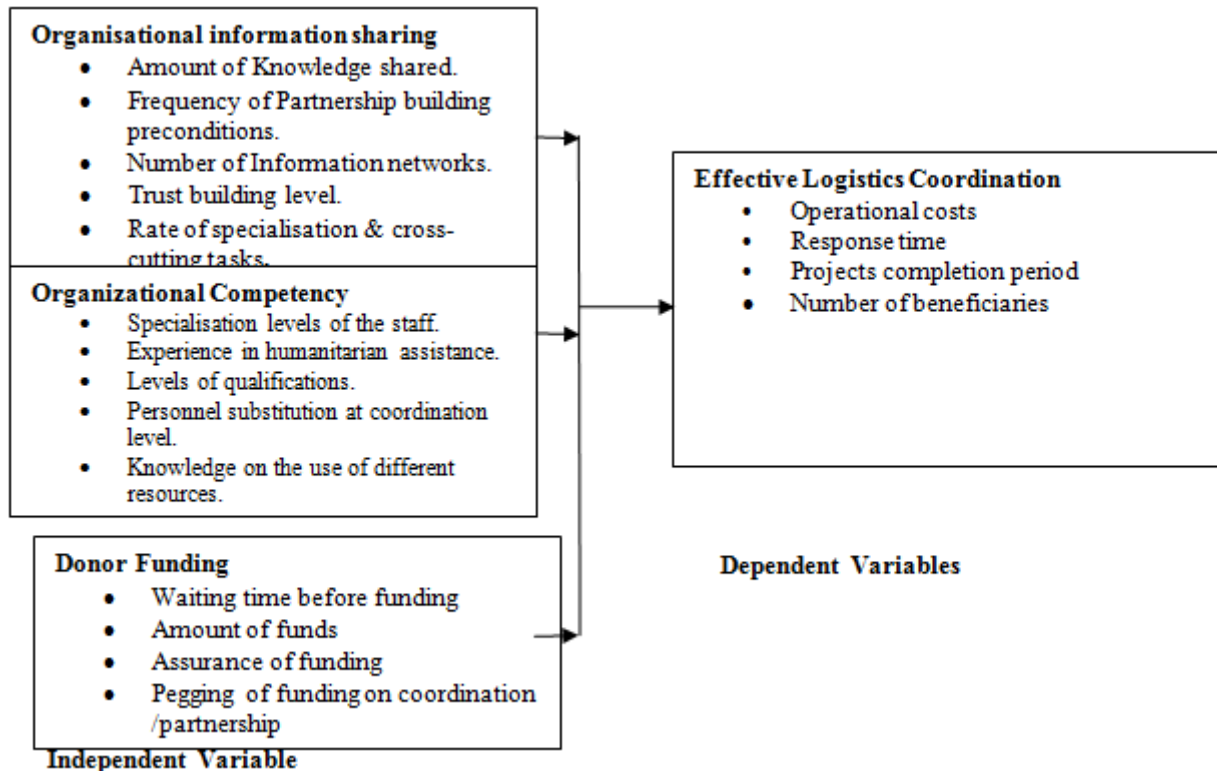 Organisational information sharing
• Amount of Knowledge shared.
• Frequency of Partnership building
preconditions.
• Number of Information networks.
• Trust building level.
• Rate of specialisation & cross-
cutting tasks.
Organizational Competency
• Specialisation levels of the staff.
• Experience in humanitarian assistance.
• Levels of qualifications.
• Personnel substitution at coordination
level.
• Knowledge on the use of different
resources.
Donor Funding
• Waiting time before funding
• Amount of funds
• Assurance of funding
• Pegging of funding on coordination
/partnership
Independent Variable
Effective Logistics Coordination
• Operational costs
• Response time
• Projects completion period
• Number of beneficiaries
Dependent Variables